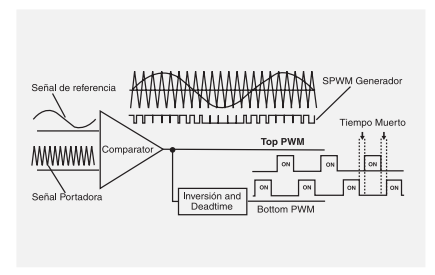 Señal de referencia
SPWM Generador
Tiempo Muerto
Comparator
Top PWM
ON ON ON
Señal Portadora
ON ON ON ON
Inversión and
Deadtime
Bottom PWM